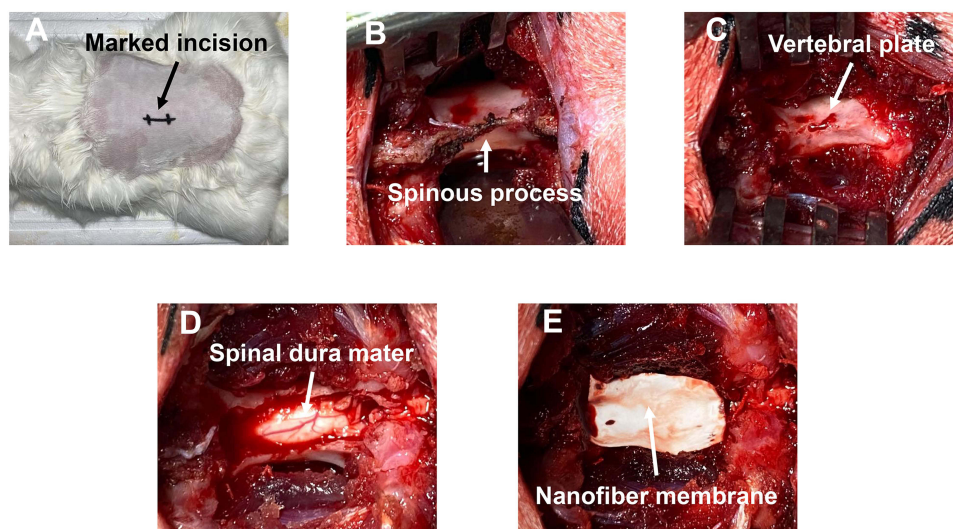 A
Marked incision
B
Spinous process
C
Vertebral plate
D
Spinal dura mater
E
Nanofiber membrane